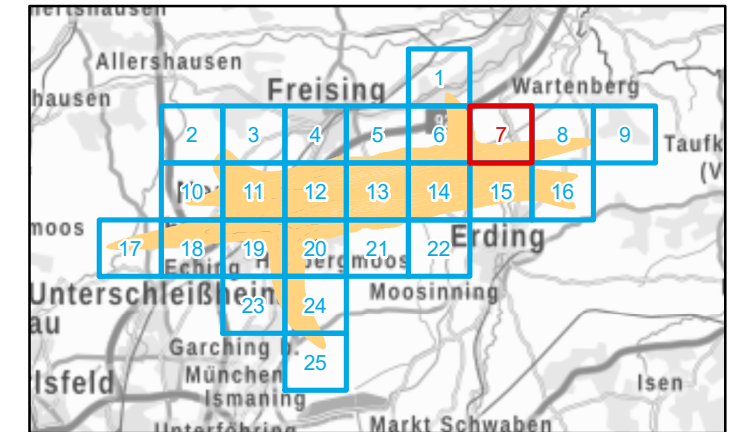 Allershausen
1
Freising
Wartenberg
hausen
2 3 4 5 6 7 8 9
Taufk
(V
10 11 12 13 14 15 16
moos
17 18 19 20 21 22
Erding
Eching
ergmoos
Unterschleißhein
23 24
Moosinning
au
Garching b.
25
München
lsfeld
Isen
Ismaning
Markt Schwaben
Unterföhring